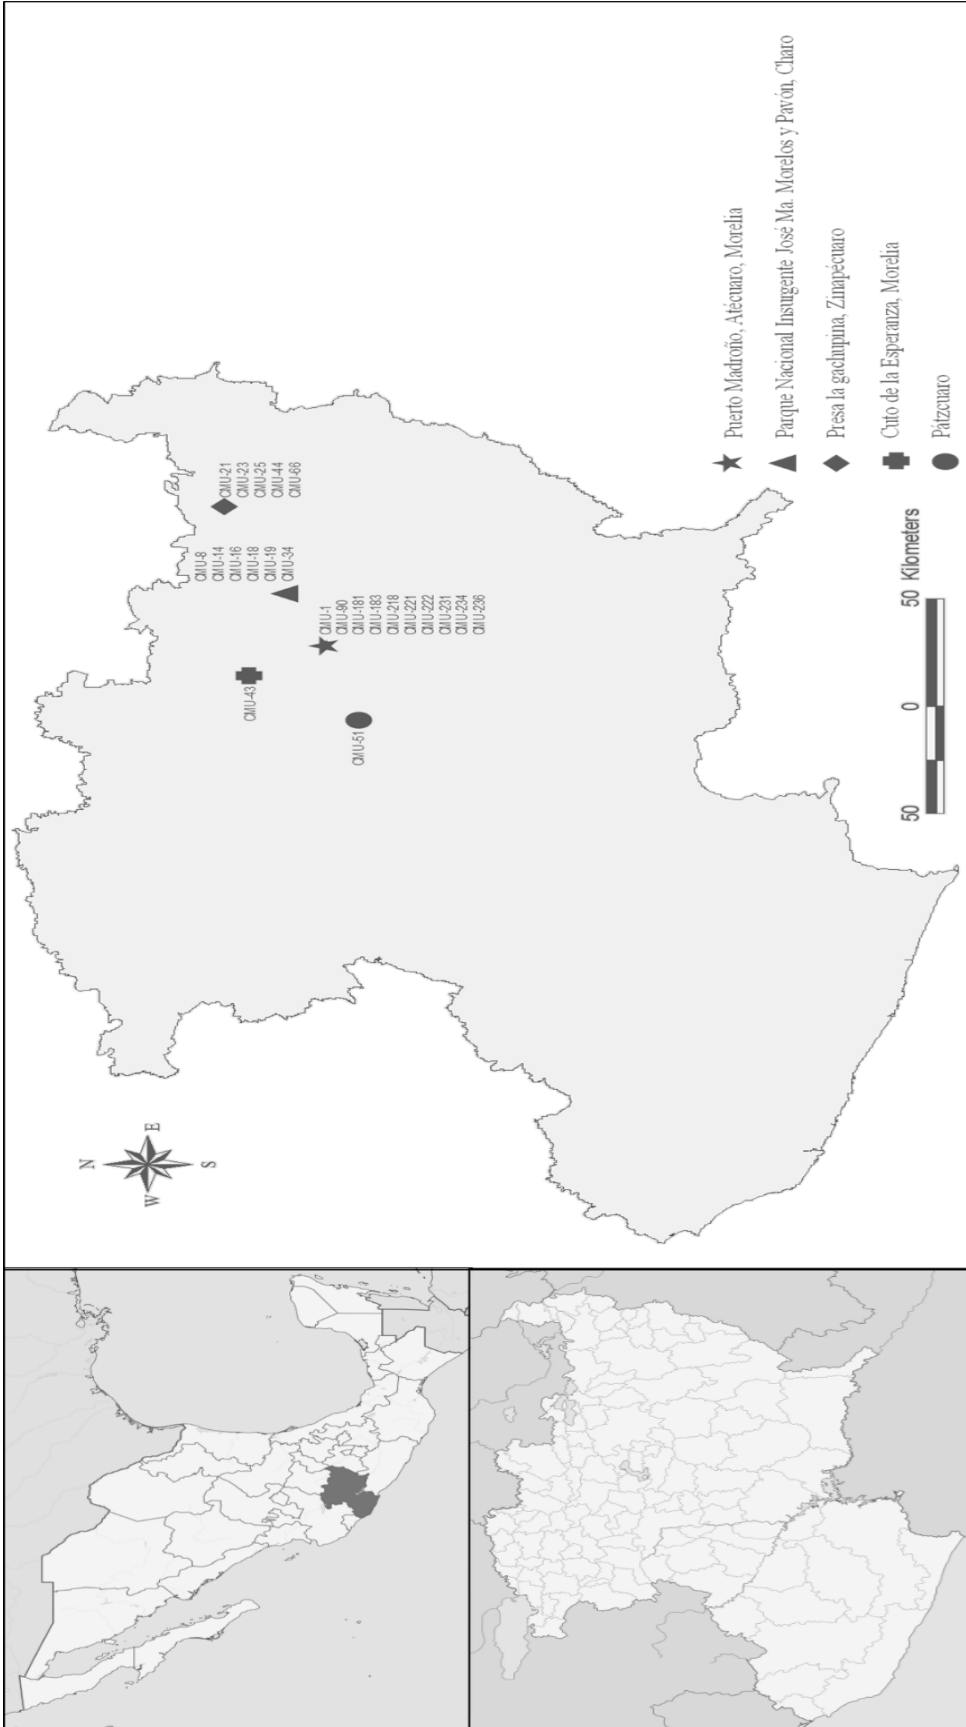 N
W
E
S
CMU-8
CMU-14
CMU-16
CMU-18
CMU-19
CMU-34
CMU-21
CMU-23
CMU-25
CMU-44
CMU-66
CMU-43
CMU-1
CMU-90
CMU-181
CMU-183
CMU-218
CMU-221
CMU-222
CMU-231
CMU-234
CMU-236
CMU-51
Puerto Madroño, Atécuaro, Morelia
Parque Nacional Insurgente José Ma. Morelos y Pavón, Charo
Presa la gachupina, Zinapécuaro
Cuto de la Esperanza, Morelia
Pátzcuaro
50 0 50 Kilometers